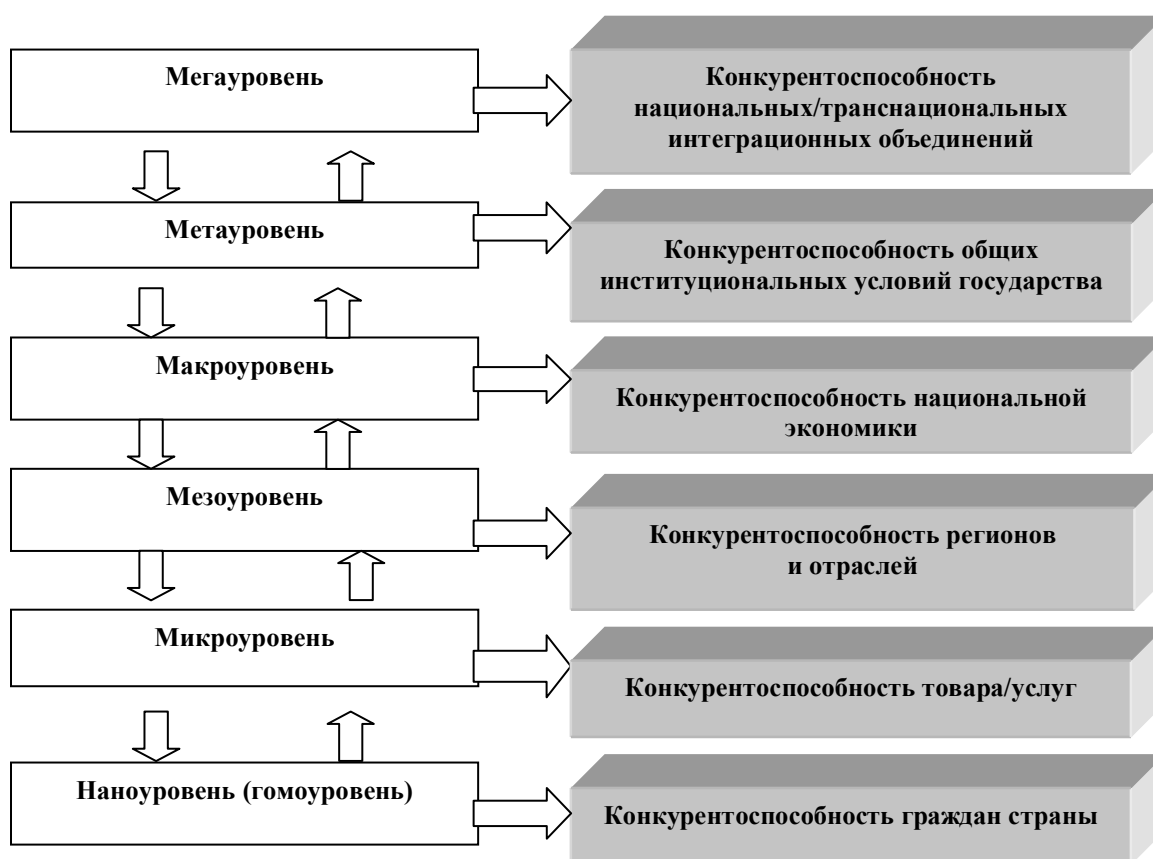 Мегауровень
Конкурентоспособность
национальных/транснациональных
интеграционных объединений
Метауровень
Конкурентоспособность общих
институциональных условий государства
Макроуровень
Конкурентоспособность национальной
экономики
Мезоуровень
Конкурентоспособность регионов
и отраслей
Микроуровень
Конкурентоспособность товара/услуг
Наноуровень (гомоуровень)
Конкурентоспособность граждан страны